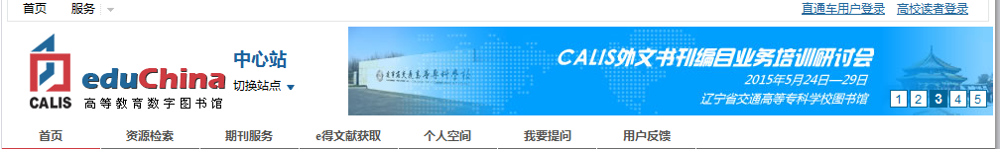 首页 服务
直通车用户登录 高校读者登录
CALIS
eduChina
高等教育数字图书馆
中心站
切换站点
CALIS外文书刊编目业务培训研讨会
2015年5月24日—29日
辽宁省交通高等专科学校图书馆
1 2 3 4 5
首页 资源检索 期刊服务 e得文献获取 个人空间 我要提问 用户反馈